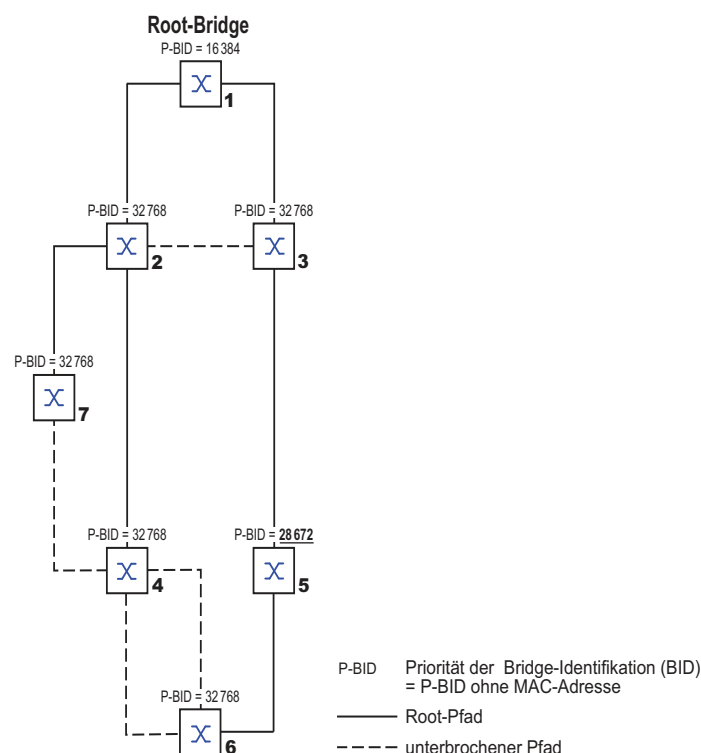 Root-Bridge
P-BID = 16 384
1
P-BID = 32 768
P-BID = 32 768
2
3
P-BID = 32 768
7
P-BID = 32 768
P-BID = 28 672
4
5
P-BID = 32 768
6
P-BID Priorität der Bridge-Identifikation (BID)
= P-BID ohne MAC-Adresse
Root-Pfad
unterbrochener Pfad